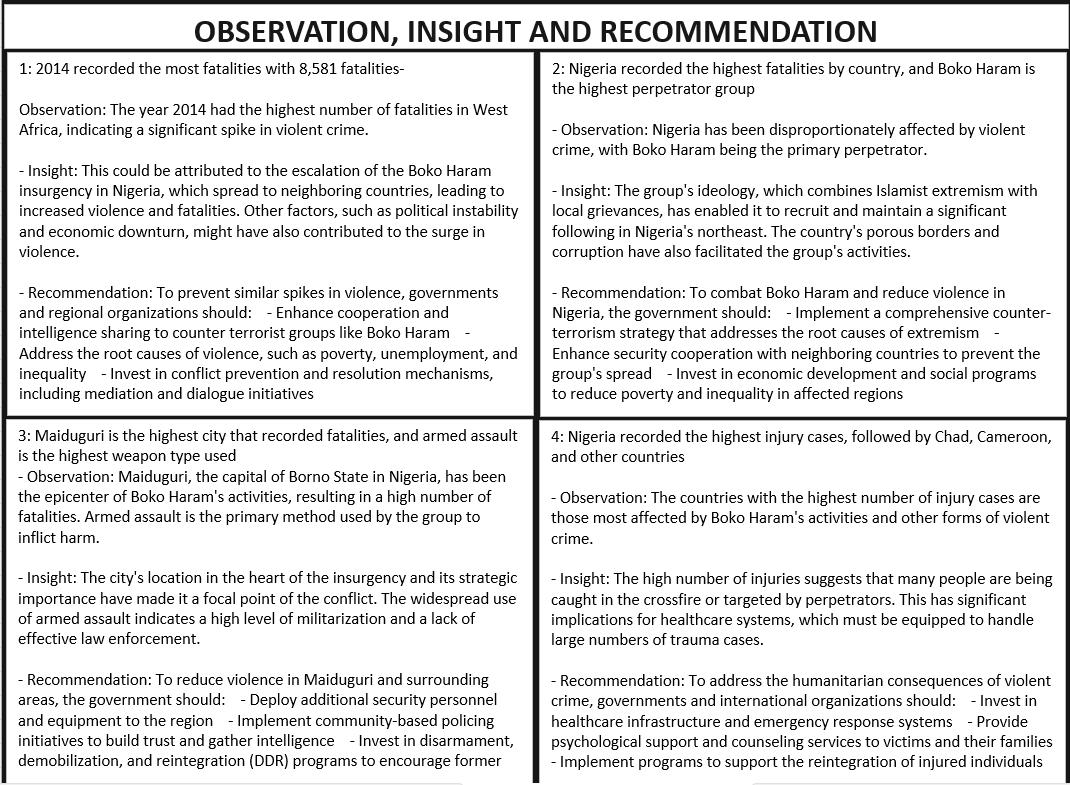 OBSERVATION, INSIGHT AND RECOMMENDATION
1: 2014 recorded the most fatalities with 8,581 fatalities-
Observation: The year 2014 had the highest number of fatalities in West
Africa, indicating a significant spike in violent crime.
- Insight: This could be attributed to the escalation of the Boko Haram
insurgency in Nigeria, which spread to neighboring countries, leading to
increased violence and fatalities. Other factors, such as political instability
and economic downturn, might have also contributed to the surge in
violence.
- Recommendation: To prevent similar spikes in violence, governments
and regional organizations should:    - Enhance cooperation and
intelligence sharing to counter terrorist groups like Boko Haram    -
Address the root causes of violence, such as poverty, unemployment, and
inequality    - Invest in conflict prevention and resolution mechanisms,
including mediation and dialogue initiatives
2: Nigeria recorded the highest fatalities by country, and Boko Haram is
the highest perpetrator group
- Observation: Nigeria has been disproportionately affected by violent
crime, with Boko Haram being the primary perpetrator.
- Insight: The group's ideology, which combines Islamist extremism with
local grievances, has enabled it to recruit and maintain a significant
following in Nigeria's northeast. The country's porous borders and
corruption have also facilitated the group's activities.
- Recommendation: To combat Boko Haram and reduce violence in
Nigeria, the government should:    - Implement a comprehensive counter-
terrorism strategy that addresses the root causes of extremism    -
Enhance security cooperation with neighboring countries to prevent the
group's spread    - Invest in economic development and social programs
to reduce poverty and inequality in affected regions
3: Maiduguri is the highest city that recorded fatalities, and armed assault
is the highest weapon type used
- Observation: Maiduguri, the capital of Borno State in Nigeria, has been
the epicenter of Boko Haram's activities, resulting in a high number of
fatalities. Armed assault is the primary method used by the group to
inflict harm.
- Insight: The city's location in the heart of the insurgency and its strategic
importance have made it a focal point of the conflict. The widespread use
of armed assault indicates a high level of militarization and a lack of
effective law enforcement.
- Recommendation: To reduce violence in Maiduguri and surrounding
areas, the government should:    - Deploy additional security personnel
and equipment to the region    - Implement community-based policing
initiatives to build trust and gather intelligence    - Invest in disarmament,
demobilization, and reintegration (DDR) programs to encourage former
4: Nigeria recorded the highest injury cases, followed by Chad, Cameroon,
and other countries
- Observation: The countries with the highest number of injury cases are
those most affected by Boko Haram's activities and other forms of violent
crime.
- Insight: The high number of injuries suggests that many people are being
caught in the crossfire or targeted by perpetrators. This has significant
implications for healthcare systems, which must be equipped to handle
large numbers of trauma cases.
- Recommendation: To address the humanitarian consequences of violent
crime, governments and international organizations should:    - Invest in
healthcare infrastructure and emergency response systems    - Provide
psychological support and counseling services to victims and their families
- Implement programs to support the reintegration of injured individuals